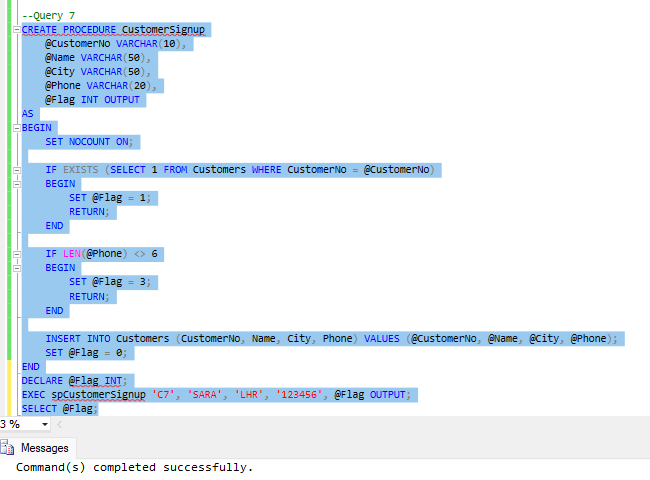 --Query 7
CREATE PROCEDURE CustomerSignup
@CustomerNo VARCHAR(10),
@Name VARCHAR(50),
@City VARCHAR(50),
@Phone VARCHAR(20),
@Flag INT OUTPUT
AS
BEGIN
SET NOCOUNT ON;
IF EXISTS (SELECT 1 FROM Customers WHERE CustomerNo = @CustomerNo)
BEGIN
SET @Flag = 1;
RETURN;
END
IF LEN(@Phone) <> 6
BEGIN
SET @Flag = 3;
RETURN;
END
INSERT INTO Customers (CustomerNo, Name, City, Phone) VALUES (@CustomerNo, @Name, @City, @Phone);
SET @Flag = 0;
END
DECLARE @Flag INT;
EXEC spCustomerSignup 'C7', 'SARA', 'LHR', '123456', @Flag OUTPUT;
SELECT @Flag;
3 %
Messages
Command(s) completed successfully.